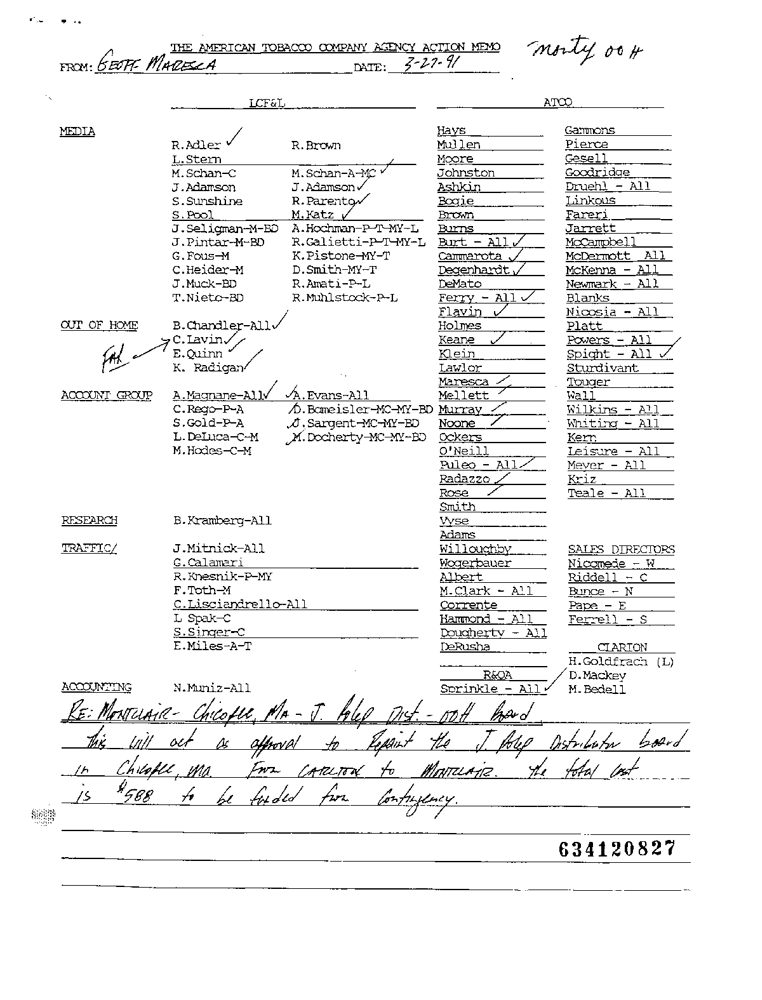 THE AMERICAN TOBACCO COMPANY AGENCY ACTION MEMO
Monty OOH
FROM: GEOFF MARESCA DATE: 3-27-91
LCF&L ATCO
MEDIA Hays Gammons
R.Adler ✓ R.Brown Mullen Pierce
L.Stern Moore Gesell
M.Schan-C M.Schan-A-MC ✓ Johnston Goodridge
J.Adamson J.Adamson ✓ Ashkin Druehl - All
S.Sunshine R.Parento ✓ Bogie Linkous
S.Pool M.Katz ✓ Brown Fareri
J.Seligman-M-BD A.Hochman-P-T-MY-L Burns Jarrett
J.Pintar-M-BD R.Galietti-P-T-MY-L Burt - All ✓ McCampbell
G.Fous-M K.Pistone-MY-T Cammarota ✓ McDermott All
C.Heider-M D.Smith-MY-T Degenhardt ✓ McKenna - All
J.Muck-BD R.Amati-P-L DeMato Newmark - All
T.Nieto-BD R.Muhlstock-P-L Ferry - All ✓ Blanks
Flavin ✓ Nicosia - All
OUT OF HOME B.Chandler-All ✓ Holmes Platt
FAX → C.Lavin ✓ Keane ✓ Powers - All
E.Quinn ✓ Klein Spight - All ✓
K. Radigan ✓ Lawlor Sturdivant
Maresca ✓ Touger
ACCOUNT GROUP A.Magnane-All ✓ ✓ A.Evans-All Mellett Wall
C.Rego-P-A ✓ D.Bomeisler-MC-MY-BD Murray ✓ Wilkins - All
S.Gold-P-A ✓ J.Sargent-MC-MY-BD Noone ✓ Whiting - All
L.DeLuca-C-M ✓ M.Docherty-MC-MY-BD Ockers Kern
M.Hodes-C-M O'Neill Leisure - All
Puleo - All ✓ Meyer - All
Radazzo ✓ Kriz
Rose ✓ Teale - All
Smith
RESEARCH B.Kramberg-All Vyse
Adams
TRAFFIC/ J.Mitnick-All Willoughby SALES DIRECTORS
G.Calamari Wogerbauer Nicomede - W
R.Knesnik-P-MY Albert Riddell - C
F.Toth-M M.Clark - All Bunce - N
C.Lisciandrello-All Corrente Pape - E
L Spak-C Hammond - All Ferrell - S
S.Singer-C Dougherty - All
E.Miles-A-T DeRusha CLARION
H.Goldfrach (L)
R&QA D.Mackey
ACCOUNTING N.Muniz-All Sprinkle - All ✓ M.Bedell
RE: MONTCLAIR - Chicopee, MA - J. Polep Dist. - OOH Board
This will act as approval to Repaint the J. Polep Distributor board
in Chicopee, MA. From CARLTON to MONTCLAIR. The total cost
is $588 to be funded from Contingency.
634120827